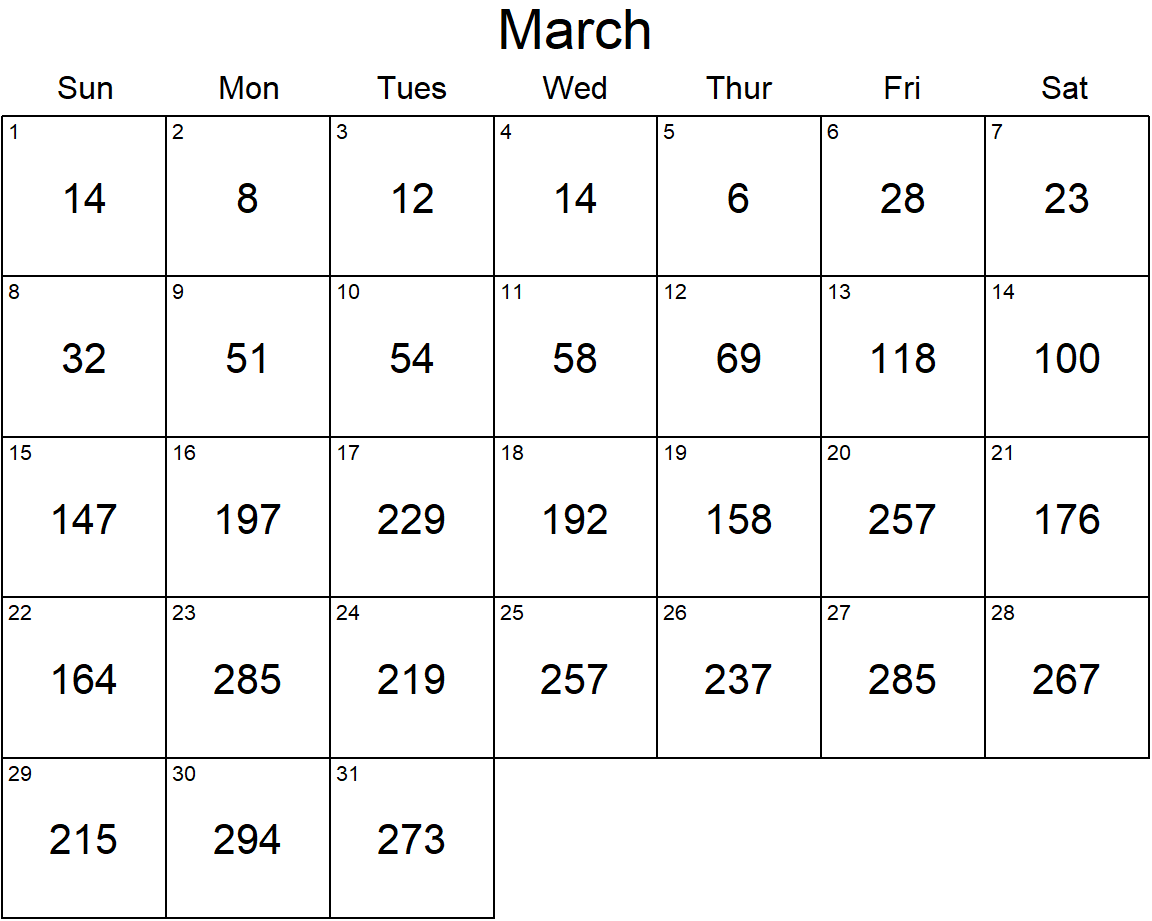 March
Sun Mon Tues Wed Thur Fri Sat
1 2 3 4 5 6 7
14 8 12 14 6 28 23
8 9 10 11 12 13 14
32 51 54 58 69 118 100
15 16 17 18 19 20 21
147 197 229 192 158 257 176
22 23 24 25 26 27 28
164 285 219 257 237 285 267
29 30 31
215 294 273